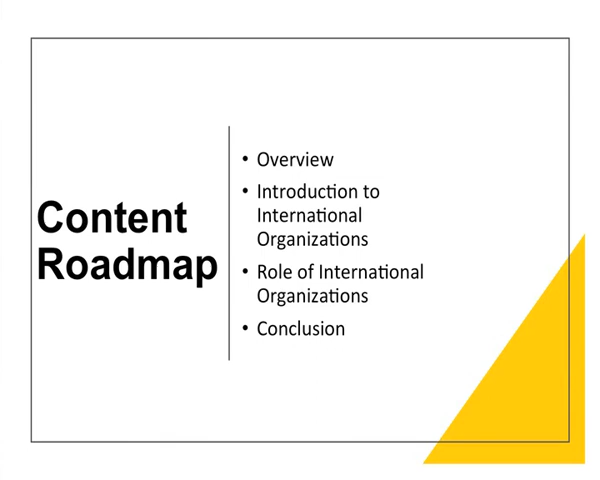 Content
Roadmap
• Overview
• Introduction to
International
Organizations
• Role of International
Organizations
• Conclusion